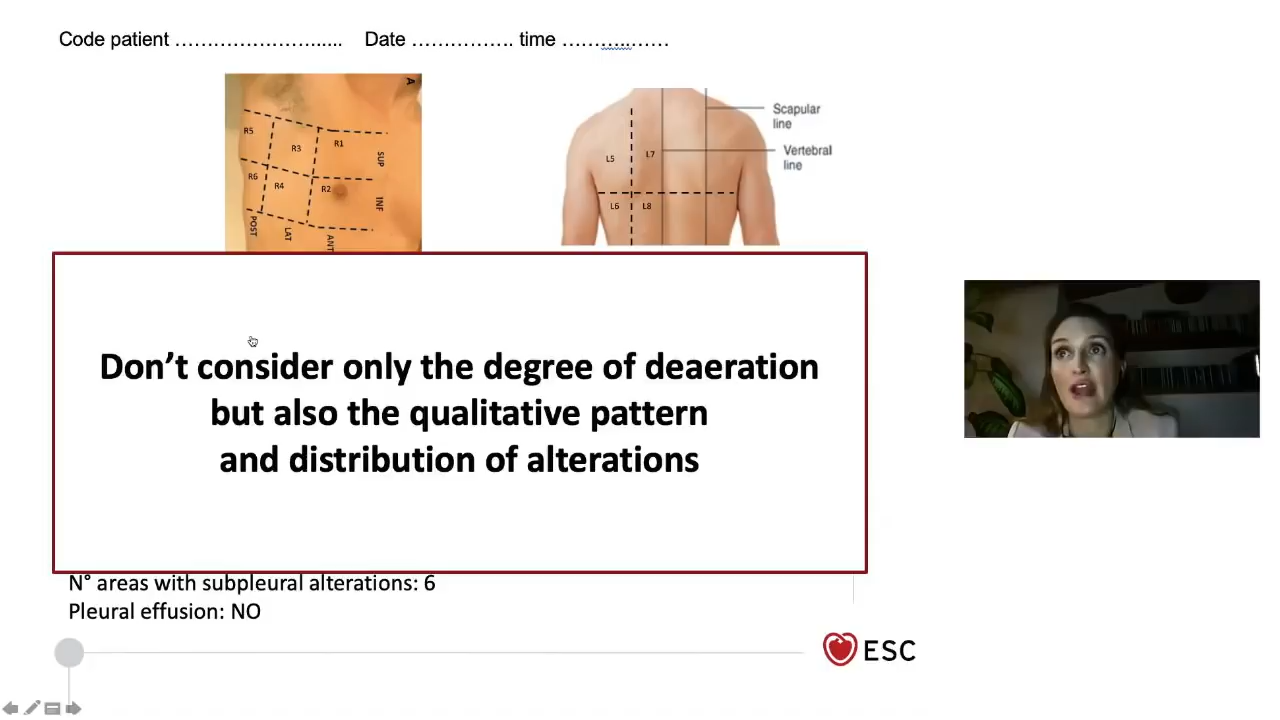 Code patient ………………….…... Date ……………. time ……..…..……
A
R5
R3
R1
SUP
R6
R4
R2
INF
POST
LAT
ANT
L5
L7
L6
L8
Scapular
line
Vertebral
line
Don’t consider only the degree of deaeration
but also the qualitative pattern
and distribution of alterations
N° areas with subpleural alterations: 6
Pleural effusion: NO
ESC